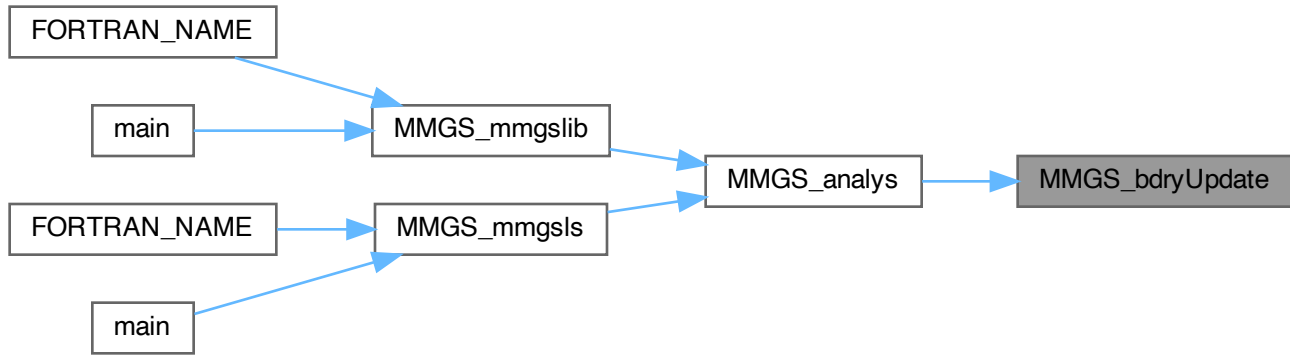 FORTRAN_NAME
main
MMGS_mmgslib
MMGS_analys
MMGS_bdryUpdate
FORTRAN_NAME
MMGS_mmgsls
main